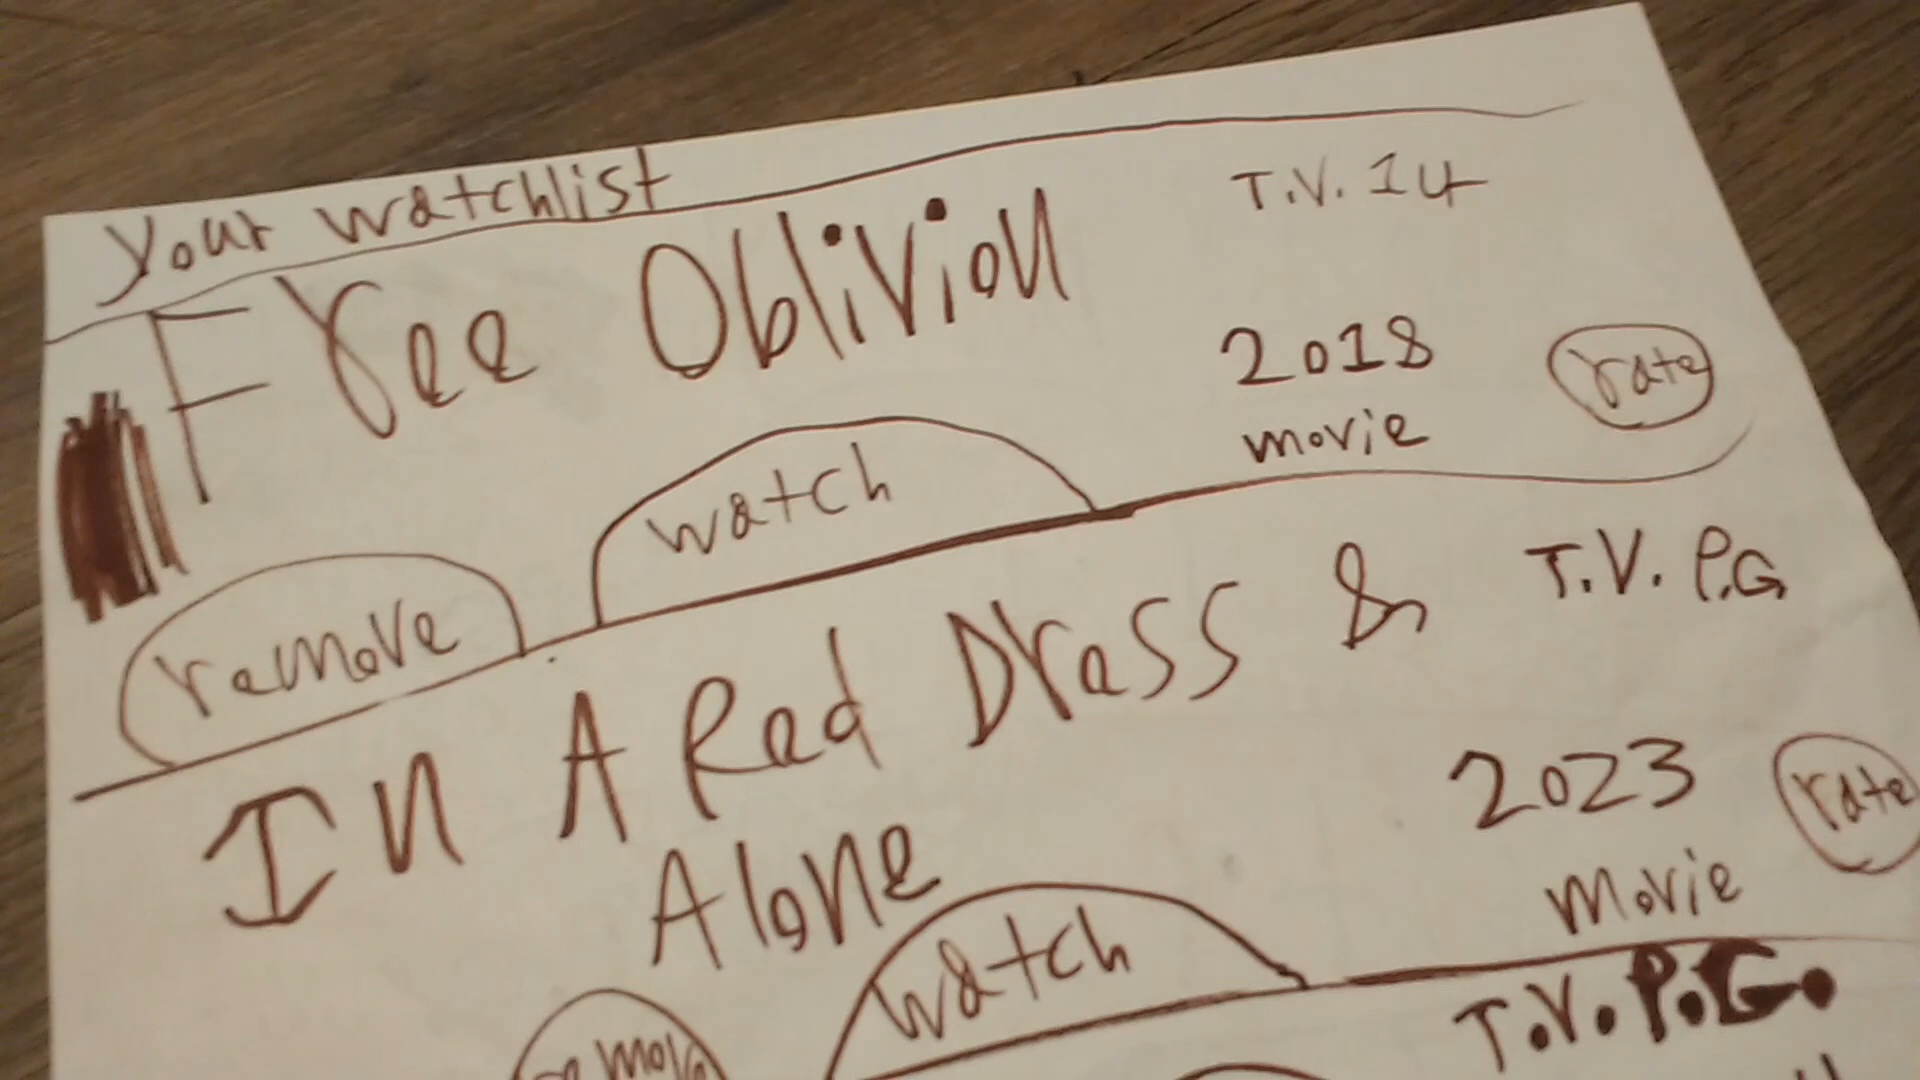 Your watchlist
Free Oblivion
T.V. 14
2018
movie
rate
watch
remove
In A Red Dress &
Alone
T.V. P.G
2023
movie
rate
watch
T.V. P.G.